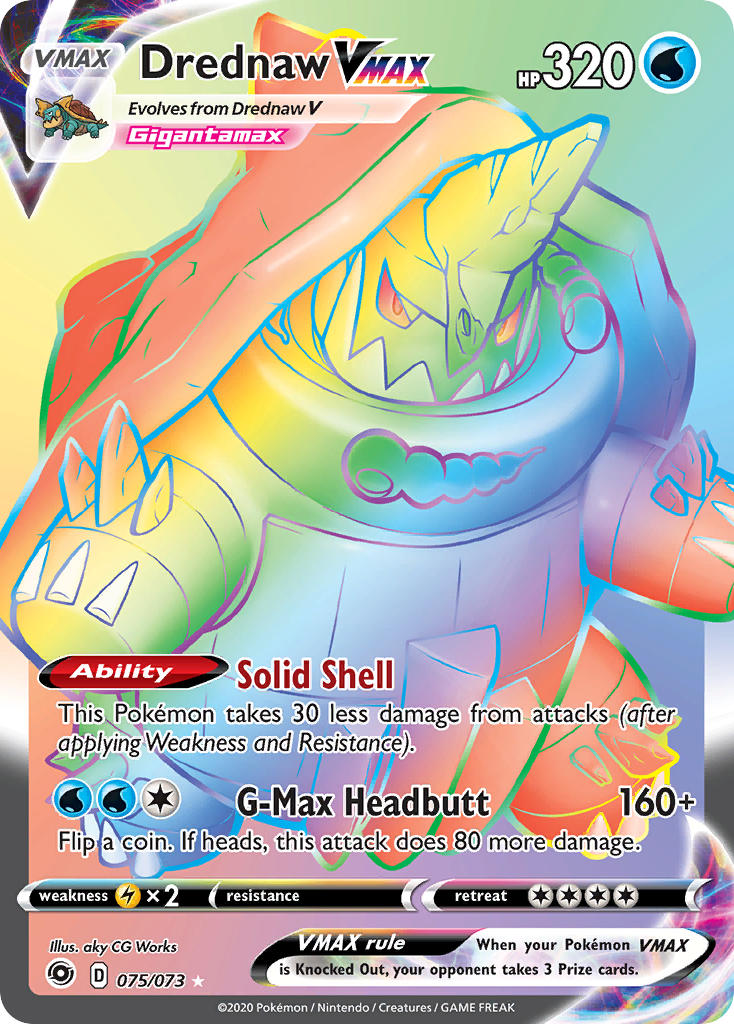 VMAX
Drednaw VMAX
HP 320
Evolves from Drednaw V
Gigantamax
Ability Solid Shell
This Pokémon takes 30 less damage from attacks (after
applying Weakness and Resistance).
G-Max Headbutt 160+
Flip a coin. If heads, this attack does 80 more damage.
weakness ×2 resistance retreat
Illus. aky CG Works
VMAX rule When your Pokémon VMAX
is Knocked Out, your opponent takes 3 Prize cards.
D 075/073
©2020 Pokémon / Nintendo / Creatures / GAME FREAK